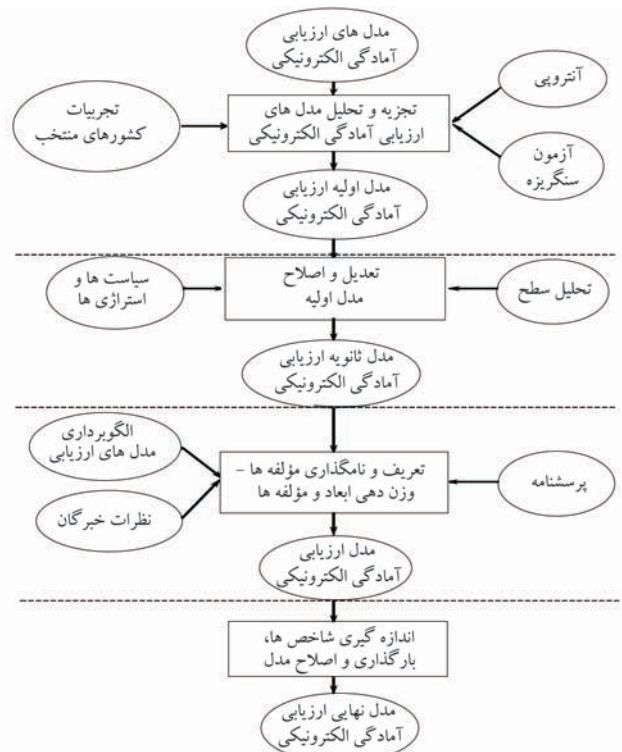 مدل های ارزیابی
آمادگی الکترونیکی
آنتروپی
تجربیات
کشورهای منتخب
تجزیه و تحلیل مدل های
ارزیابی آمادگی الکترونیکی
آزمون
سنگریزه
مدل اولیه ارزیابی
آمادگی الکترونیکی
تحلیل سطح
تعدیل و اصلاح
مدل اولیه
سیاست ها و
استراژی ها
مدل ثانویه ارزیابی
آمادگی الکترونیکی
الگوبرداری
مدل های ارزیابی
پرسشنامه
تعریف و نامگذاری مؤلفه ها –
وزن دهی ابعاد و مؤلفه ها
نظرات خبرگان
مدل ارزیابی
آمادگی الکترونیکی
اندازه گیری شاخص ها،
بارگذاری و اصلاح مدل
مدل نهایی ارزیابی
آمادگی الکترونیکی